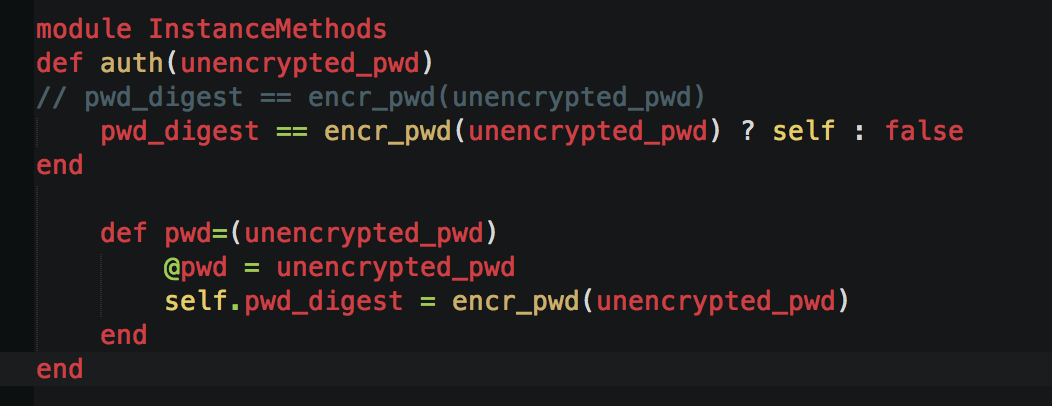 module InstanceMethods
def auth(unencrypted_pwd)
// pwd_digest == encr_pwd(unencrypted_pwd)
    pwd_digest == encr_pwd(unencrypted_pwd) ? self : false
end

    def pwd=(unencrypted_pwd)
        @pwd = unencrypted_pwd
        self.pwd_digest = encr_pwd(unencrypted_pwd)
    end
end